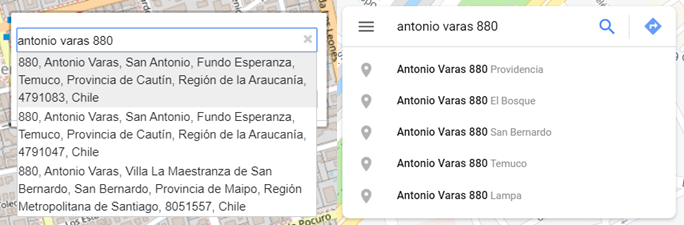 antonio varas 880 ×
880, Antonio Varas, San Antonio, Fundo Esperanza,
Temuco, Provincia de Cautín, Región de la Araucanía,
4791083, Chile
880, Antonio Varas, San Antonio, Fundo Esperanza,
Temuco, Provincia de Cautín, Región de la Araucanía,
4791047, Chile
880, Antonio Varas, Villa La Maestranza de San
Bernardo, San Bernardo, Provincia de Maipo, Región
Metropolitana de Santiago, 8051557, Chile
Pocuro
Los Leones
antonio varas 880
Antonio Varas 880 Providencia
Antonio Varas 880 El Bosque
Antonio Varas 880 San Bernardo
Antonio Varas 880 Temuco
Antonio Varas 880 Lampa